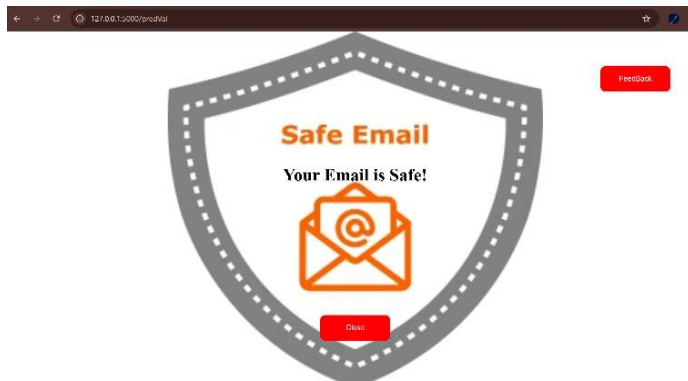 127.0.0.1:5000/predVal
FeedBack
Safe Email
Your Email is Safe!
@
Close